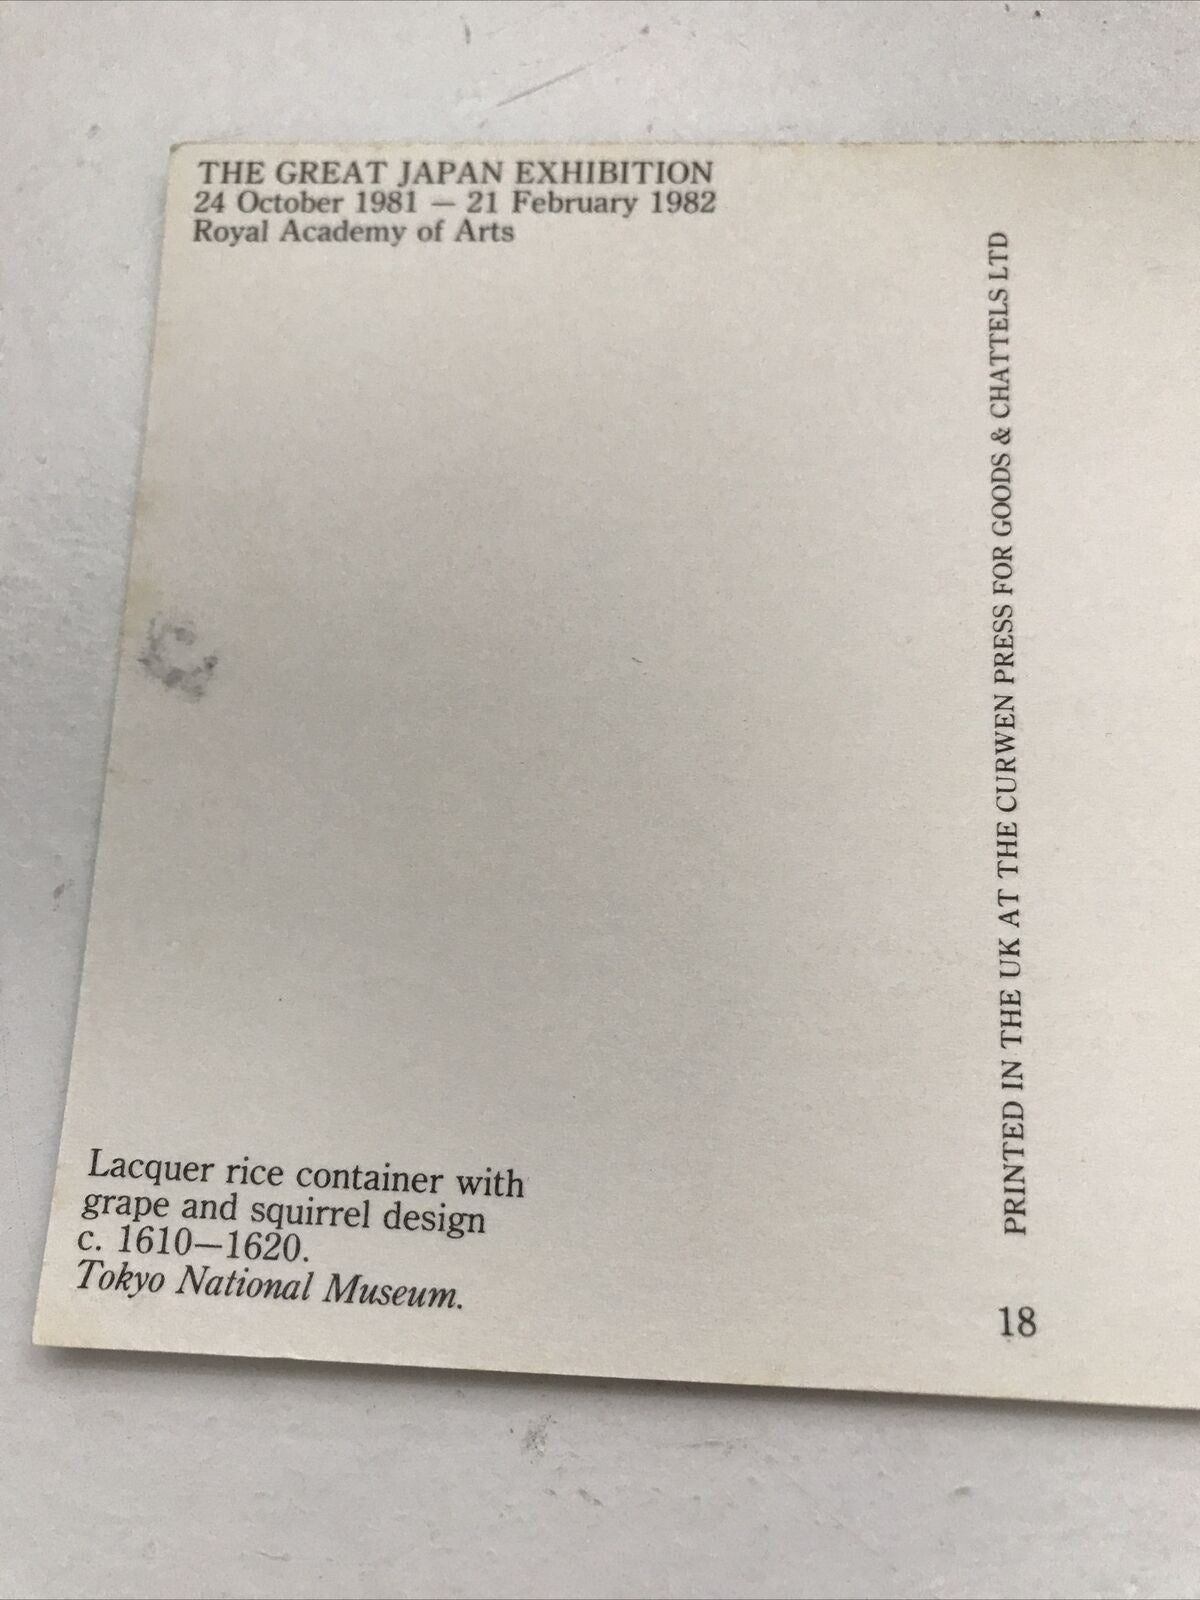 THE GREAT JAPAN EXHIBITION
24 October 1981 — 21 February 1982
Royal Academy of Arts
Lacquer rice container with
grape and squirrel design
c. 1610—1620.
Tokyo National Museum.
PRINTED IN THE UK AT THE CURWEN PRESS FOR GOODS & CHATTELS LTD
18